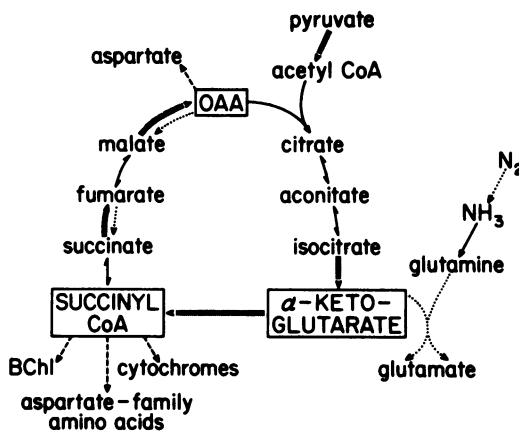 pyruvate
aspartate
acetyl CoA
OAA
malate
citrate
N₂
fumarate
aconitate
NH₃
succinate
isocitrate
glutamine
SUCCINYL
CoA
α-KETO-
GLUTARATE
BChl
cytochromes
glutamate
aspartate-family
amino acids